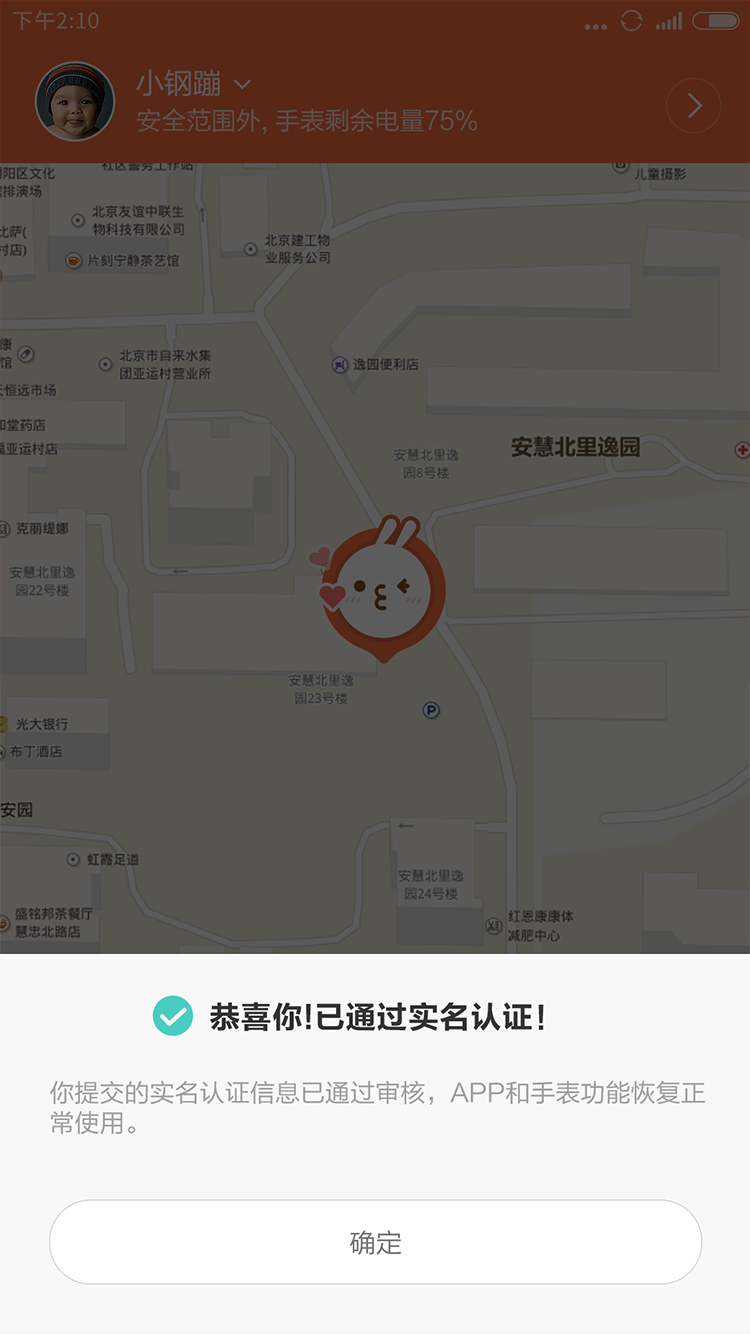 下午2:10
小钢蹦
安全范围外, 手表剩余电量75%
阳区文化
排演场
社区警务工作站
儿童摄影
北京友谊中联生
物科技有限公司
比萨(
村店)
片刻宁静茶艺馆
北京建工物
业服务公司
康
馆
北京市自来水集
团亚运村营业所
逸园便利店
恒远市场
和堂药店
亚运村店
安慧北里逸
园8号楼
安慧北里逸园
克丽缇娜
安慧北里逸
园22号楼
安慧北里逸
园23号楼
P
光大银行
布丁酒店
安园
虹露足道
安慧北里逸
园24号楼
盛铭邦茶餐厅
慧忠北路店
红恩康康体
减肥中心
恭喜你!已通过实名认证!
你提交的实名认证信息已通过审核，APP和手表功能恢复正
常使用。
确定